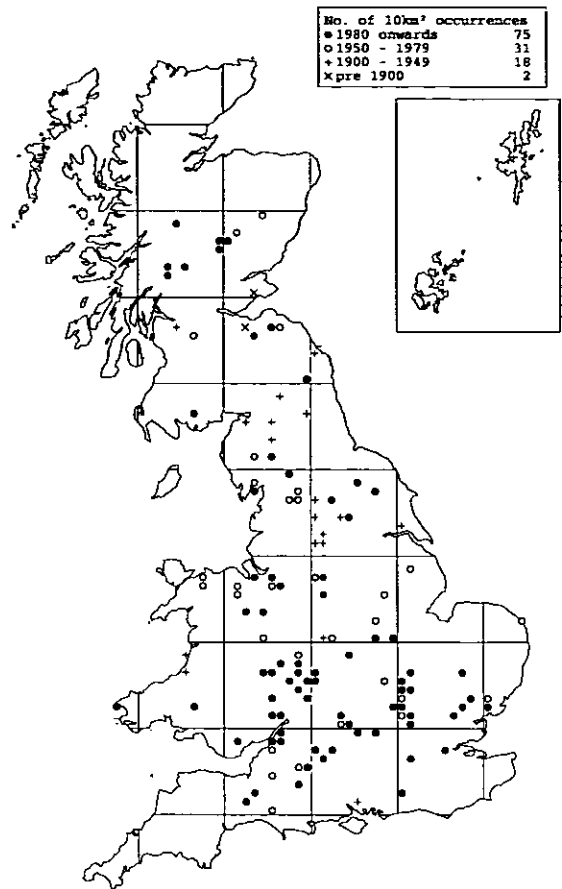 No. of 10km² occurrences
● 1980 onwards 75
○ 1950 - 1979 31
+ 1900 - 1949 18
× pre 1900 2